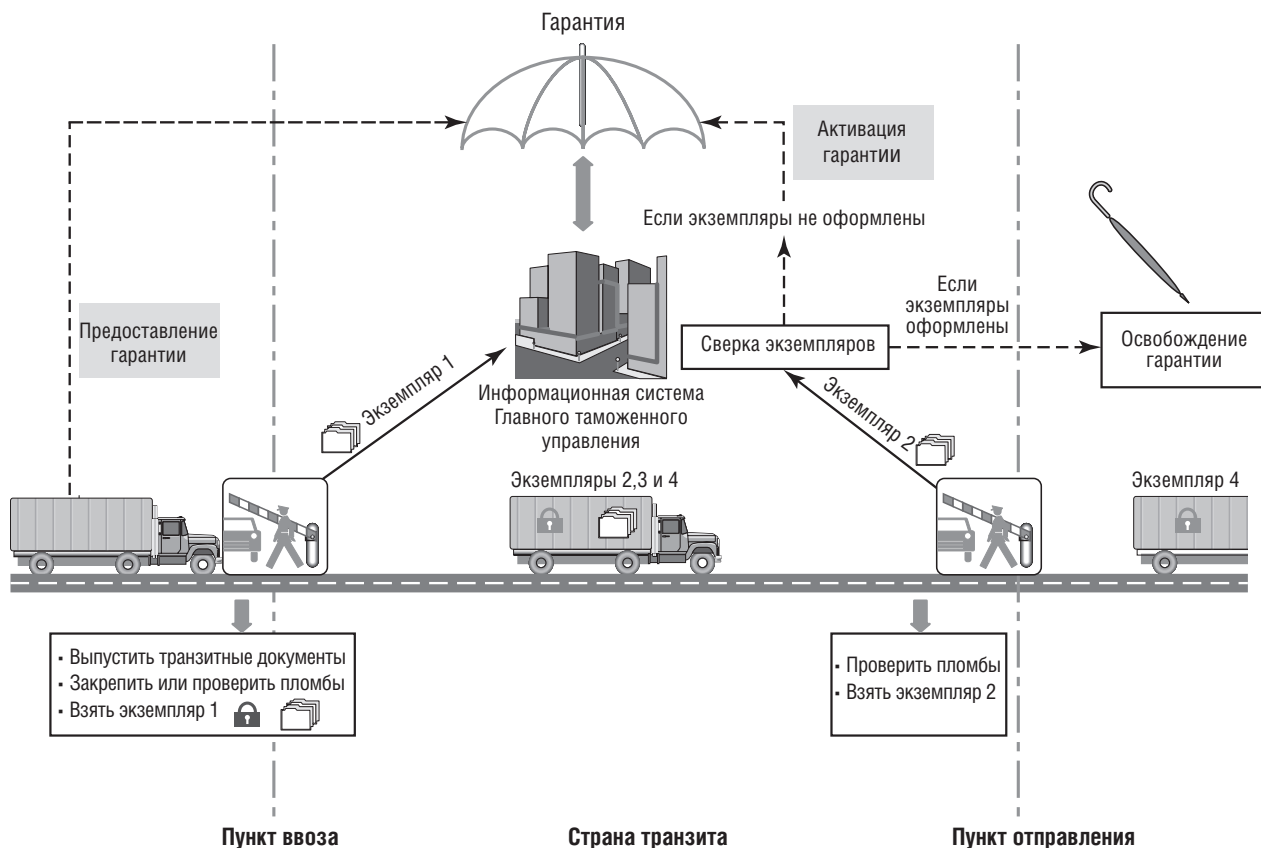 Гарантия
Активация
гарантии
Если экземпляры не оформлены
Если
экземпляры
оформлены
Предоставление
гарантии
Сверка экземпляров
Освобождение
гарантии
Экземпляр 1
Информационная система
Главного таможенного
управления
Экземпляр 2
Экземпляры 2,3 и 4
Экземпляр 4
▪ Выпустить транзитные документы
▪ Закрепить или проверить пломбы
▪ Взять экземпляр 1
▪ Проверить пломбы
▪ Взять экземпляр 2
Пункт ввоза
Страна транзита
Пункт отправления